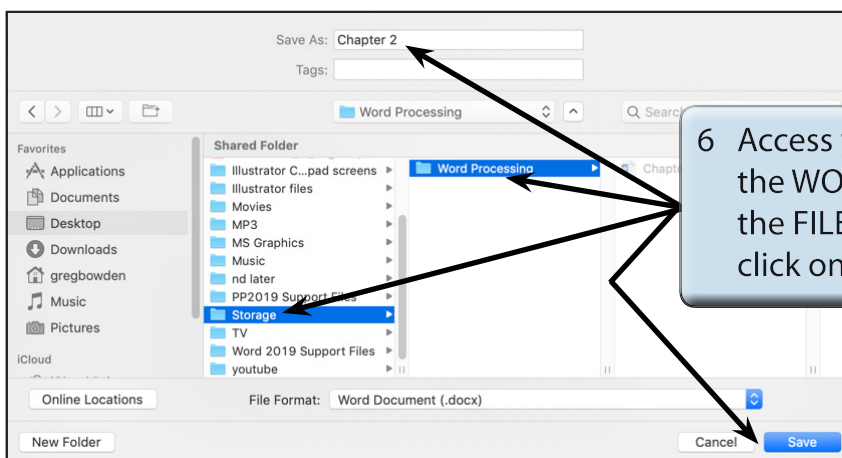 Save As: Chapter 2
Tags:
Word Processing
Search
Favorites
Applications
Documents
Desktop
Downloads
gregbowden
Music
Pictures
iCloud
Shared Folder
Illustrator C...pad screens
Illustrator files
Movies
MP3
MS Graphics
Music
nd later
PP2019 Support Files
Storage
TV
Word 2019 Support Files
youtube
Word Processing
6 Access
the
the
click on
Online Locations
File Format: Word Document (.docx)
New Folder
Cancel
Save